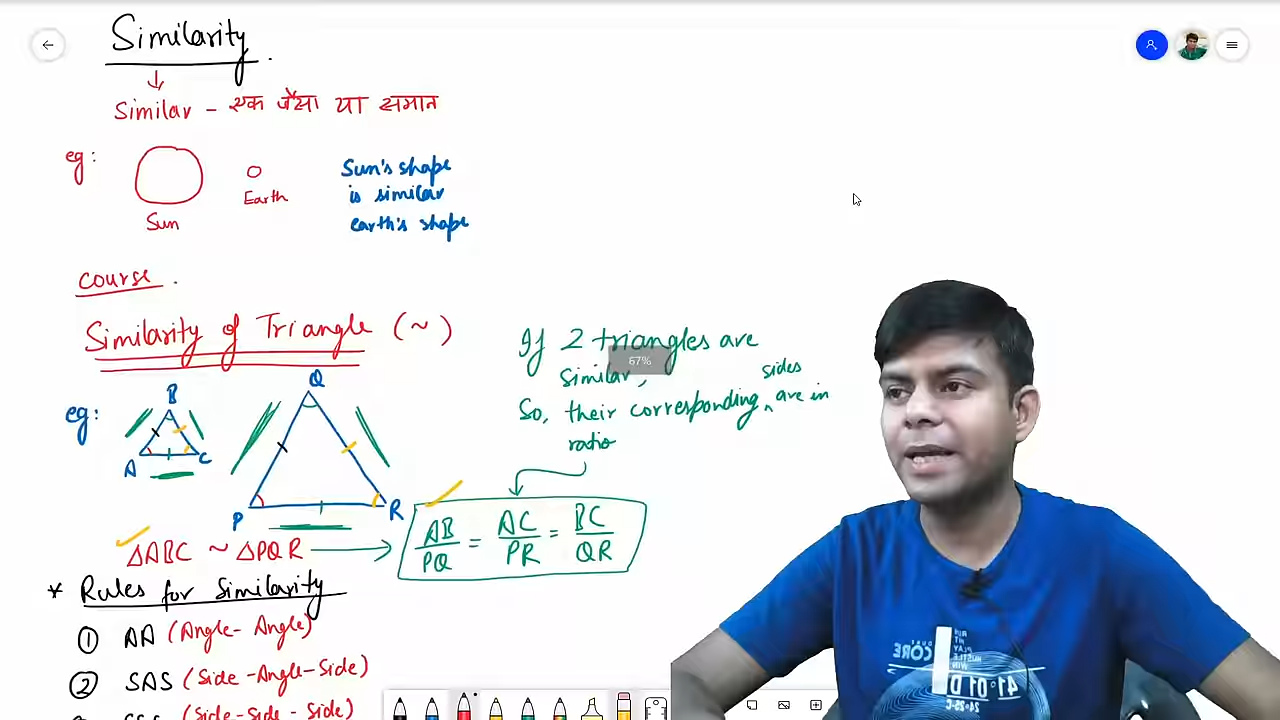 Similarity
Similar - एक जैसा या समान
eg:
Sun
Earth
Sun's shape
is similar
earth's shape
course.
Similarity of Triangle (~)
eg:
B
A
C
Q
P
R
If 2 triangles are
similar,
So, their corresponding sides are in
ratio
67%
ΔABC ~ ΔPQR
AB/PQ = AC/PR = BC/QR
* Rules for Similarity
① AA (Angle-Angle)
② SAS (Side-Angle-Side)
(Side-Side-Side)
CORE